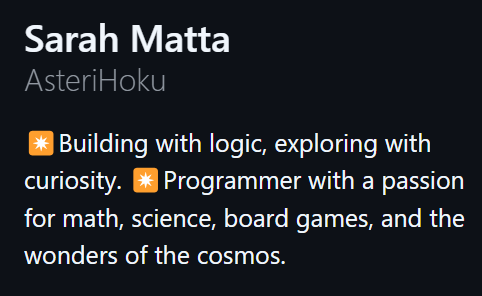 Sarah Matta
AsteriHoku
✴️Building with logic, exploring with
curiosity. ✴️Programmer with a passion
for math, science, board games, and the
wonders of the cosmos.